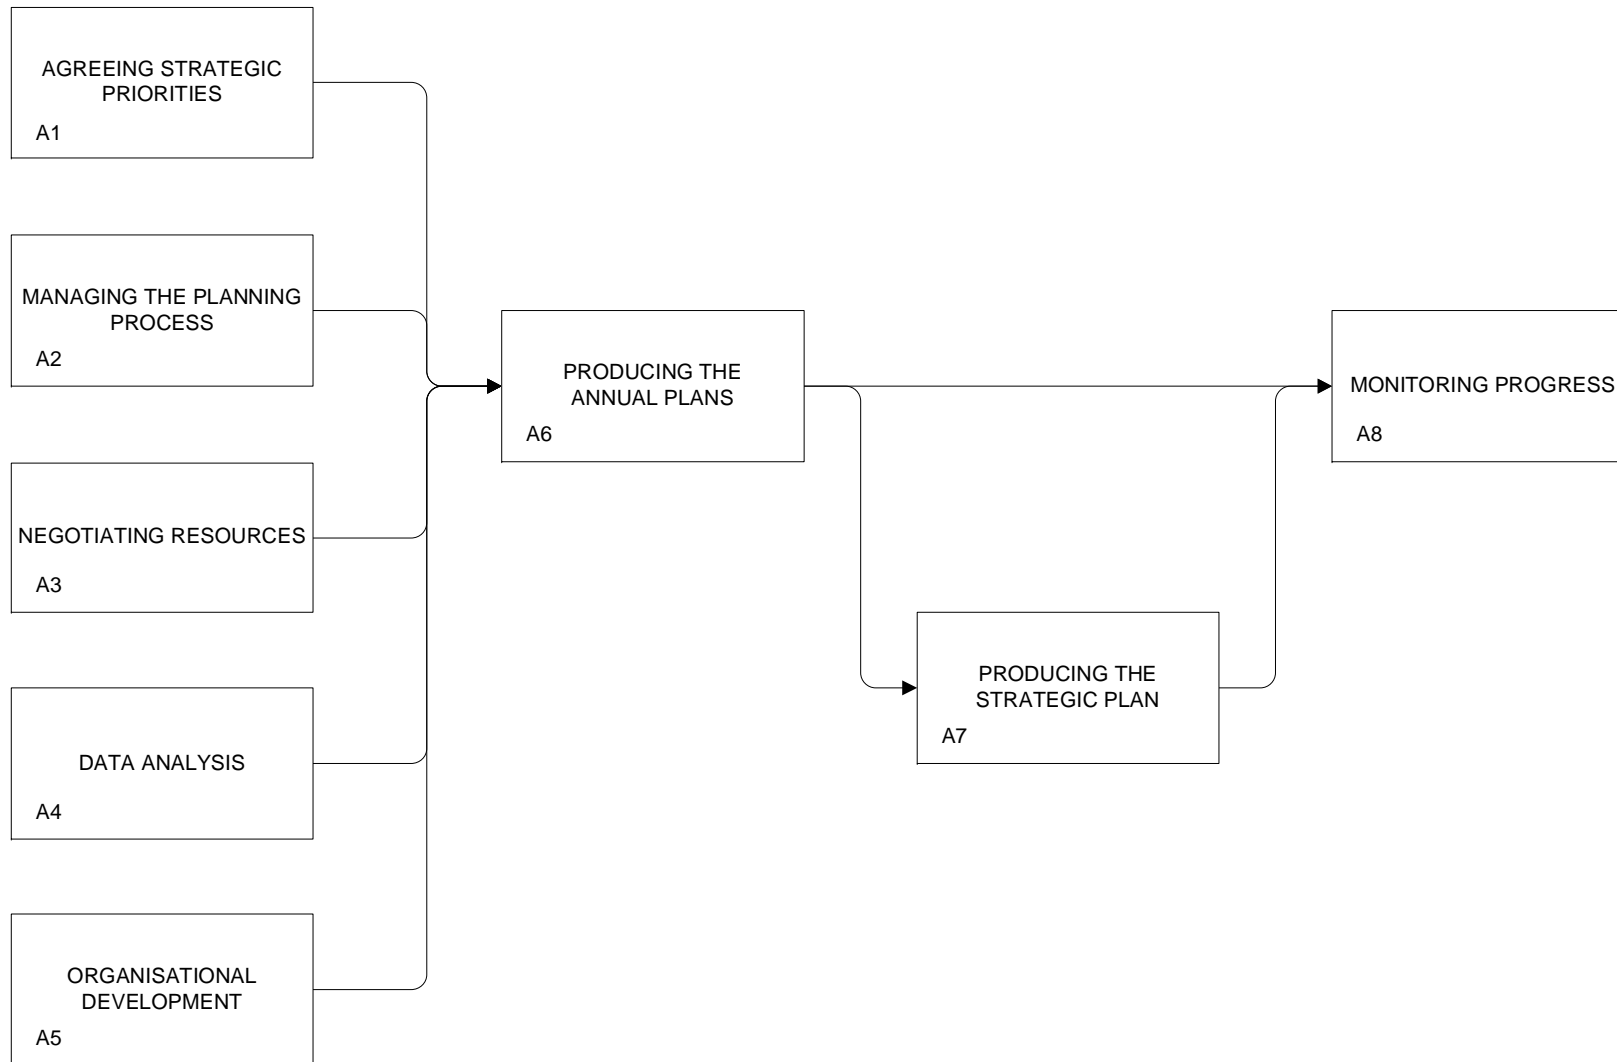 AGREEING STRATEGIC
PRIORITIES
A1
MANAGING THE PLANNING
PROCESS
A2
NEGOTIATING RESOURCES
A3
DATA ANALYSIS
A4
ORGANISATIONAL
DEVELOPMENT
A5
PRODUCING THE
ANNUAL PLANS
A6
PRODUCING THE
STRATEGIC PLAN
A7
MONITORING PROGRESS
A8